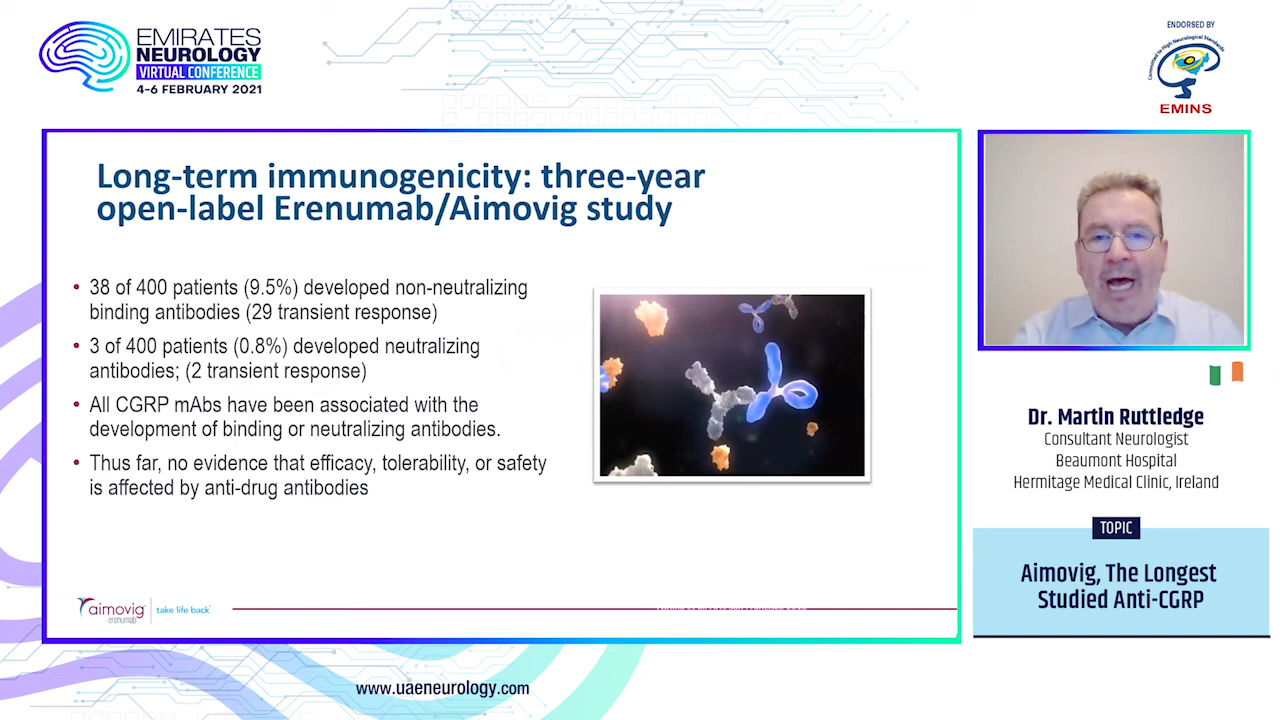 EMIRATES
NEUROLOGY
VIRTUAL CONFERENCE
4-6 FEBRUARY 2021
ENDORSED BY
Committed to High Neurological Standards
EMINS
Long-term immunogenicity: three-year
open-label Erenumab/Aimovig study
• 38 of 400 patients (9.5%) developed non-neutralizing
binding antibodies (29 transient response)
• 3 of 400 patients (0.8%) developed neutralizing
antibodies; (2 transient response)
• All CGRP mAbs have been associated with the
development of binding or neutralizing antibodies.
• Thus far, no evidence that efficacy, tolerability, or safety
is affected by anti-drug antibodies
aimovig
erenumab
take life back
Dr. Martin Ruttledge
Consultant Neurologist
Beaumont Hospital
Hermitage Medical Clinic, Ireland
TOPIC
Aimovig, The Longest
Studied Anti-CGRP
www.uaeneurology.com